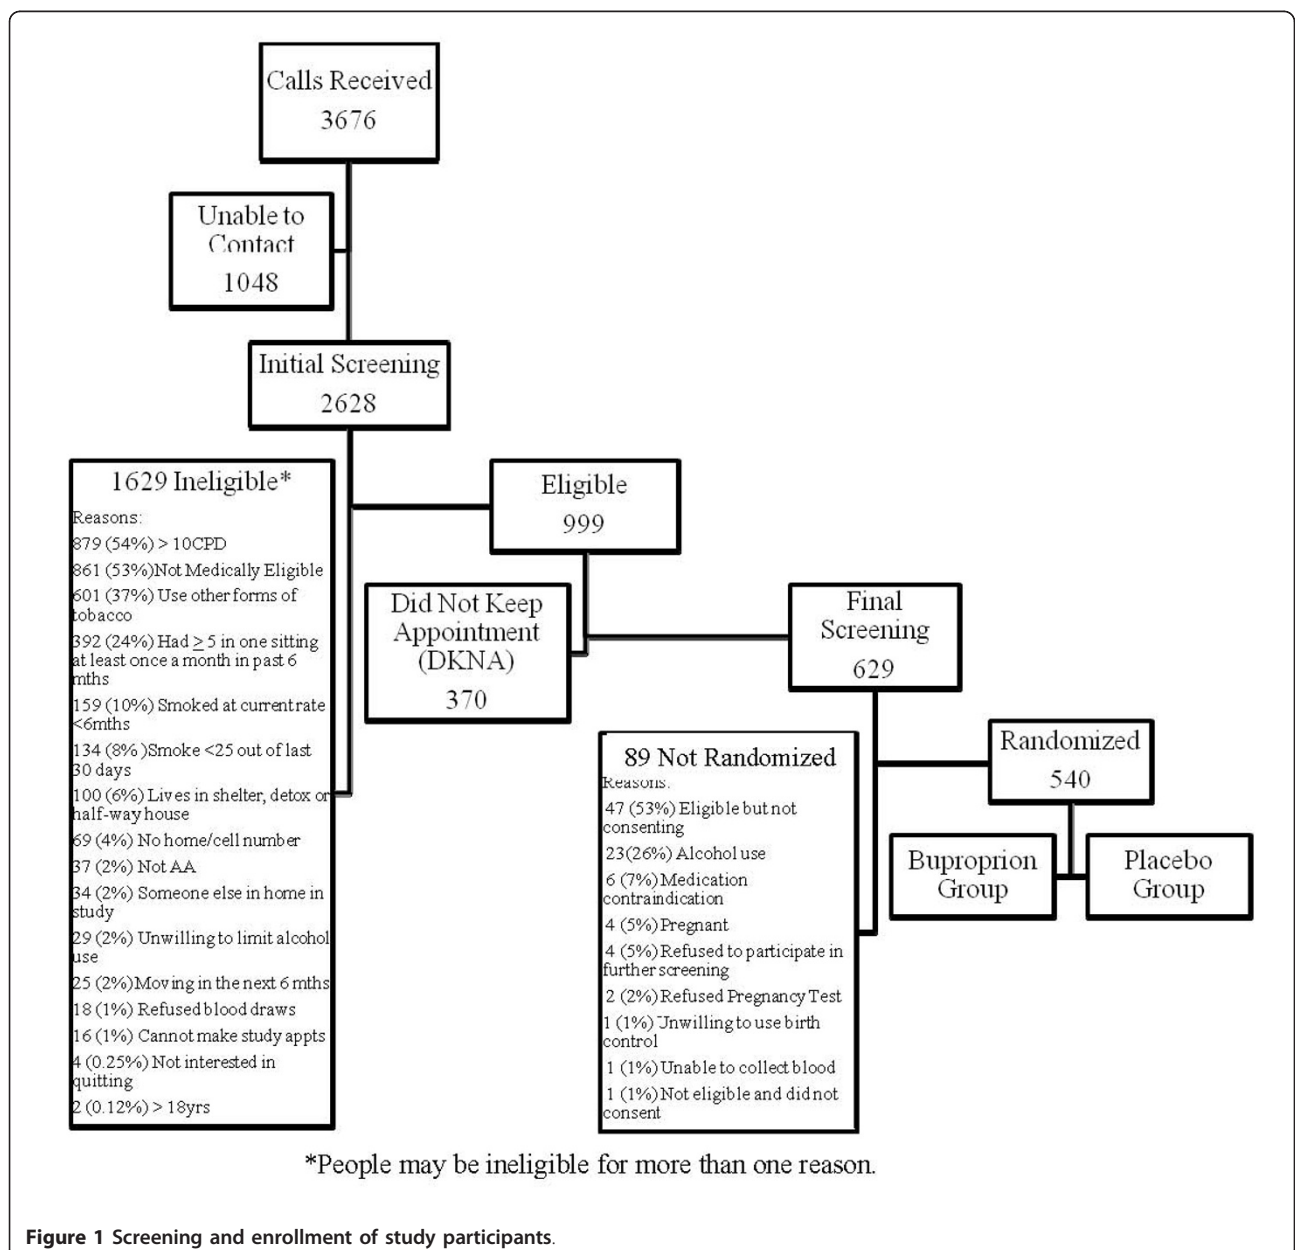 Calls Received
3676
Unable to
Contact
1048
Initial Screening
2628
1629 Ineligible*
Reasons:
879 (54%) > 10CPD
861 (53%)Not Medically Eligible
601 (37%) Use other forms of
tobacco
392 (24%) Had ≥ 5 in one sitting
at least once a month in past 6
mths
159 (10%) Smoked at current rate
<6mths
134 (8% )Smoke <25 out of last
30 days
100 (6%) Lives in shelter, detox or
half-way house
69 (4%) No home/cell number
37 (2%) Not AA
34 (2%) Someone else in home in
study
29 (2%) Unwilling to limit alcohol
use
25 (2%)Moving in the next 6 mths
18 (1%) Refused blood draws
16 (1%) Cannot make study appts
4 (0.25%) Not interested in
quitting
2 (0.12%) > 18yrs
Eligible
999
Did Not Keep
Appointment
(DKNA)
370
Final
Screening
629
89 Not Randomized
Reasons:
47 (53%) Eligible but not
consenting
23(26%) Alcohol use
6 (7%) Medication
contraindication
4 (5%) Pregnant
4 (5%) Refused to participate in
further screening
2 (2%) Refused Pregnancy Test
1 (1%) Unwilling to use birth
control
1 (1%) Unable to collect blood
1 (1%) Not eligible and did not
consent
Randomized
540
Buproprion
Group
Placebo
Group
*People may be ineligible for more than one reason.
Figure 1 Screening and enrollment of study participants.